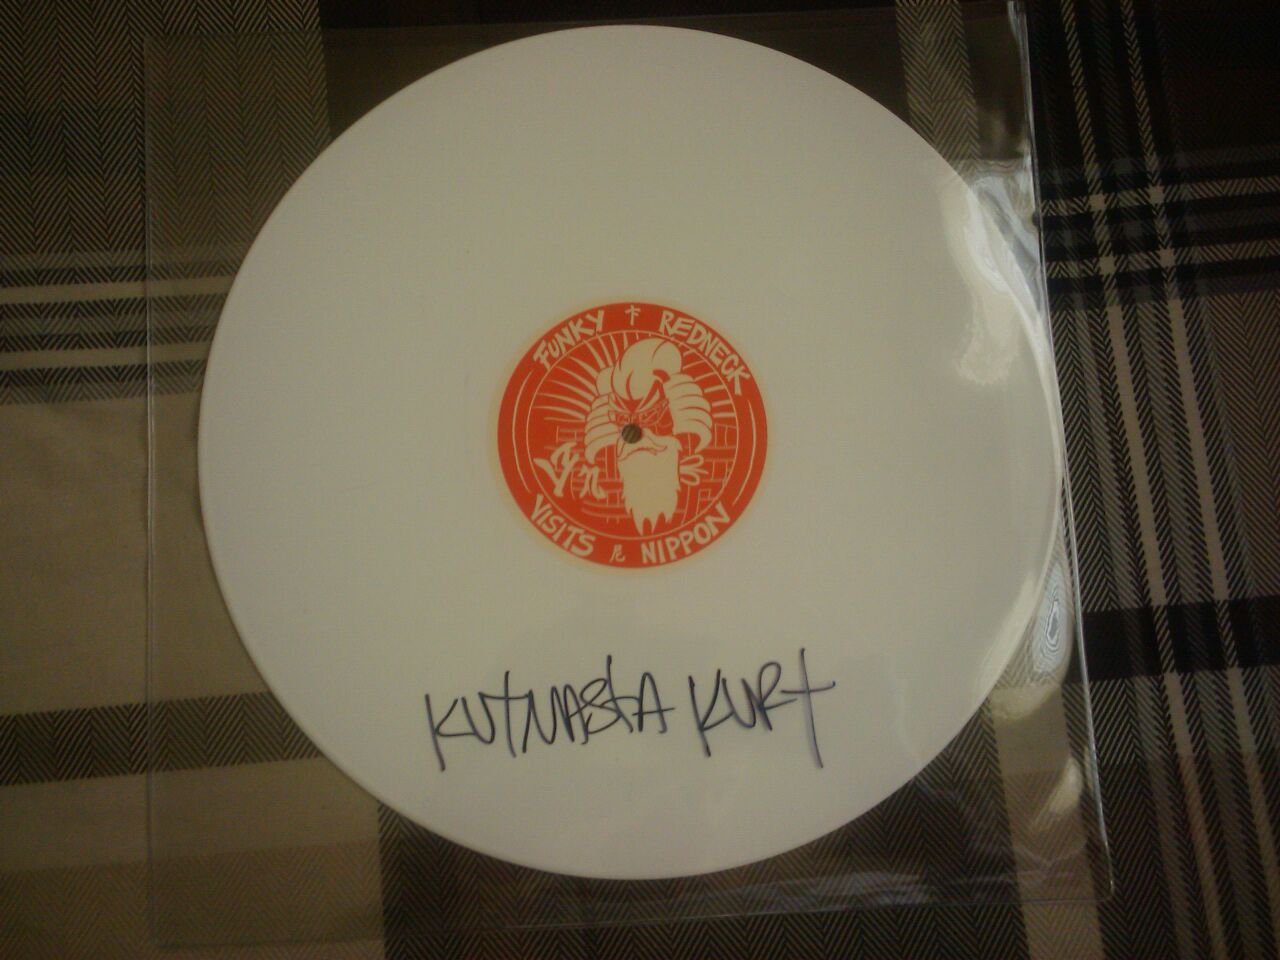 FUNKY REDNECK
VISITS NIPPON
KUTMASTA KURT